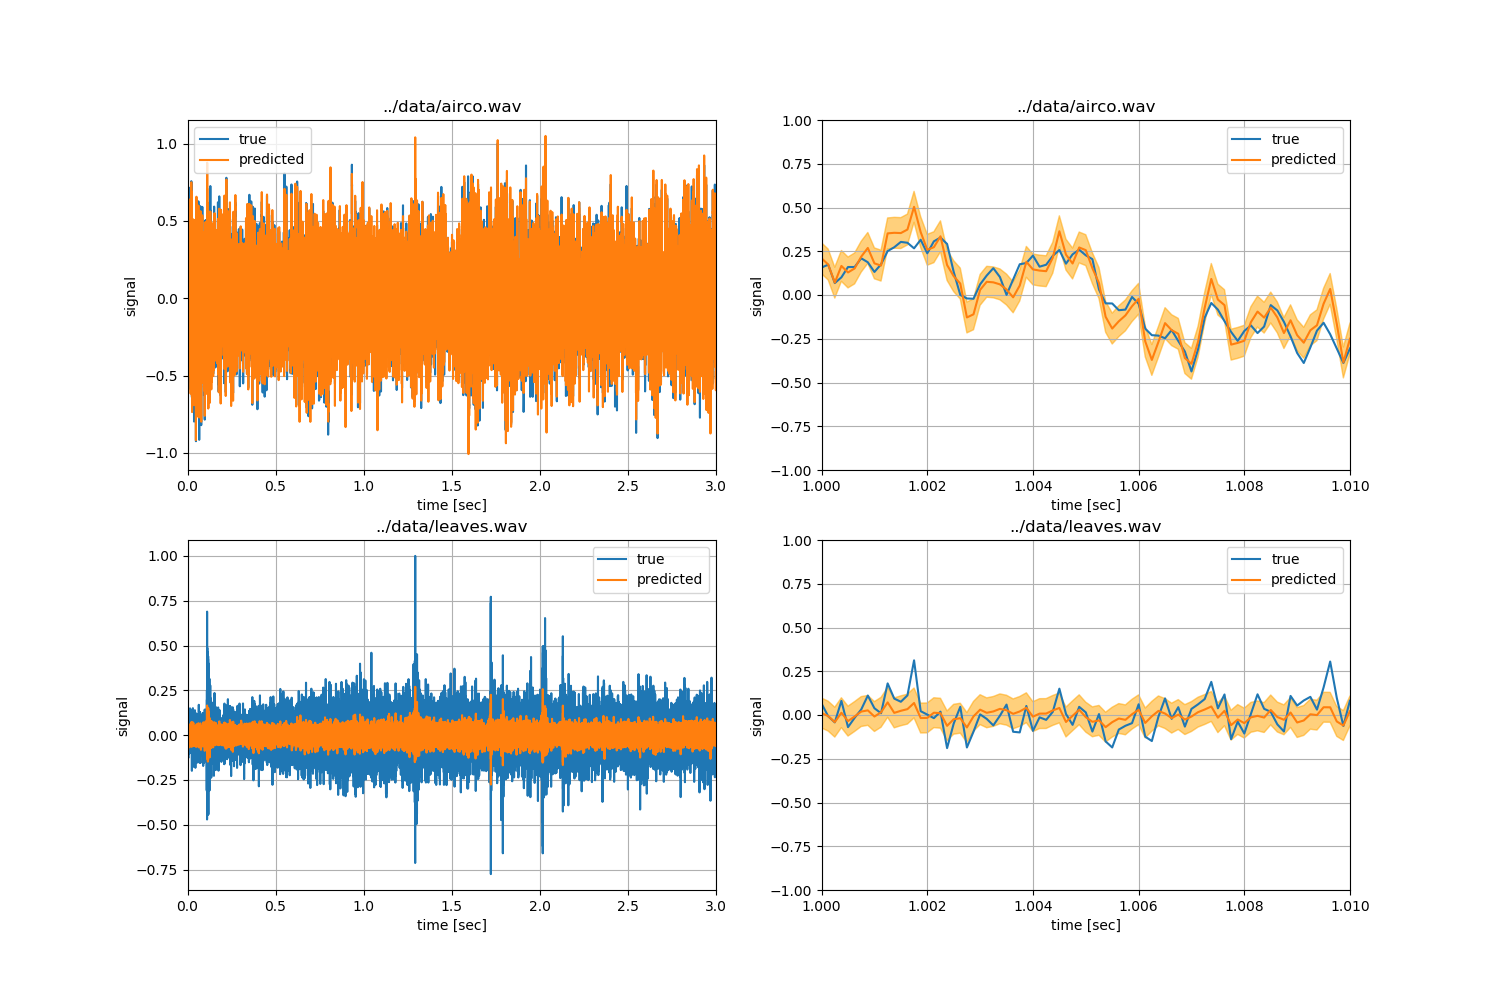 ../data/airco.wav
true
predicted
1.0
0.5
0.0
−0.5
−1.0
signal
0.0 0.5 1.0 1.5 2.0 2.5 3.0
time [sec]
../data/airco.wav
true
predicted
1.00
0.75
0.50
0.25
0.00
−0.25
−0.50
−0.75
−1.00
signal
1.000 1.002 1.004 1.006 1.008 1.010
time [sec]
../data/leaves.wav
true
predicted
1.00
0.75
0.50
0.25
0.00
−0.25
−0.50
−0.75
signal
0.0 0.5 1.0 1.5 2.0 2.5 3.0
time [sec]
../data/leaves.wav
true
predicted
1.00
0.75
0.50
0.25
0.00
−0.25
−0.50
−0.75
−1.00
signal
1.000 1.002 1.004 1.006 1.008 1.010
time [sec]